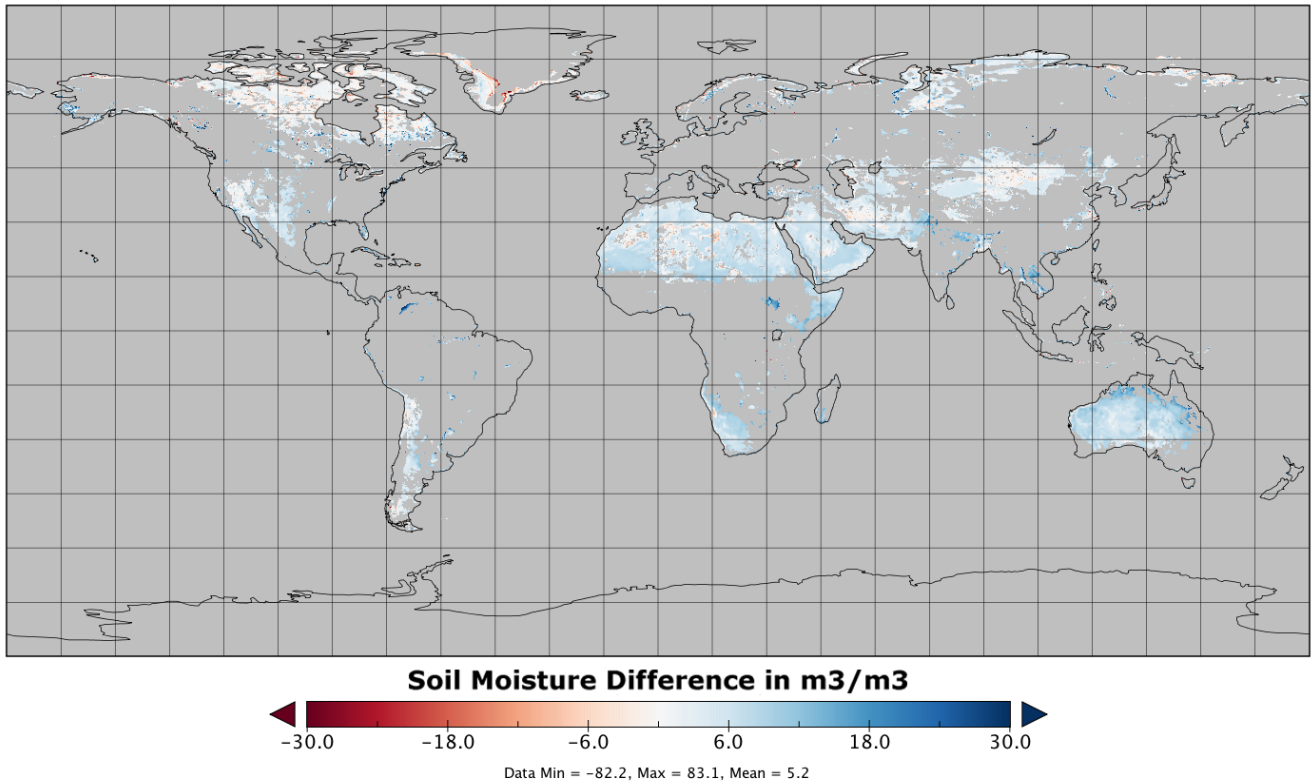 Soil Moisture Difference in m3/m3
−30.0 −18.0 −6.0 6.0 18.0 30.0
Data Min = −82.2, Max = 83.1, Mean = 5.2